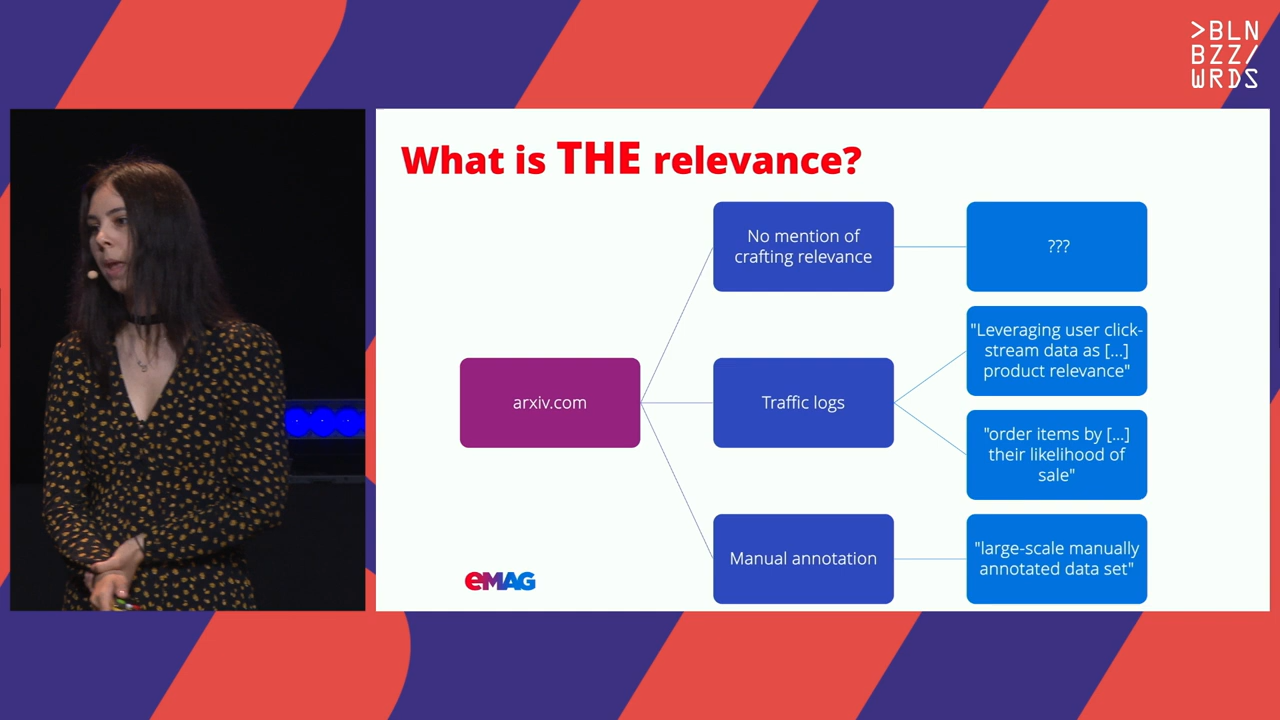 >BLN
BZZ/
WRDS
What is THE relevance?
No mention of
crafting relevance
???
"Leveraging user click-
stream data as [...]
product relevance"
arxiv.com
Traffic logs
"order items by [...]
their likelihood of
sale"
Manual annotation
"large-scale manually
annotated data set"
eMAG